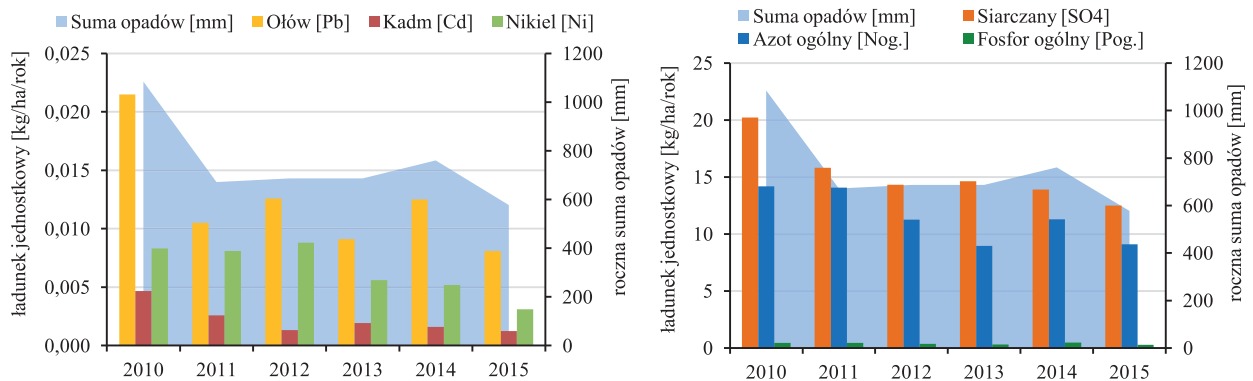 Suma opadów [mm] Ołów [Pb] Kadm [Cd] Nikiel [Ni]
ładunek jednostkowy [kg/ha/rok]
0,025
0,020
0,015
0,010
0,005
0,000
1200
1000
800
600
400
200
0
roczna suma opadów [mm]
2010 2011 2012 2013 2014 2015
Suma opadów [mm] Siarczany [SO4]
Azot ogólny [Nog.] Fosfor ogólny [Pog.]
ładunek jednostkowy [kg/ha/rok]
25
20
15
10
5
0
1200
1000
800
600
400
200
0
roczna suma opadów [mm]
2010 2011 2012 2013 2014 2015